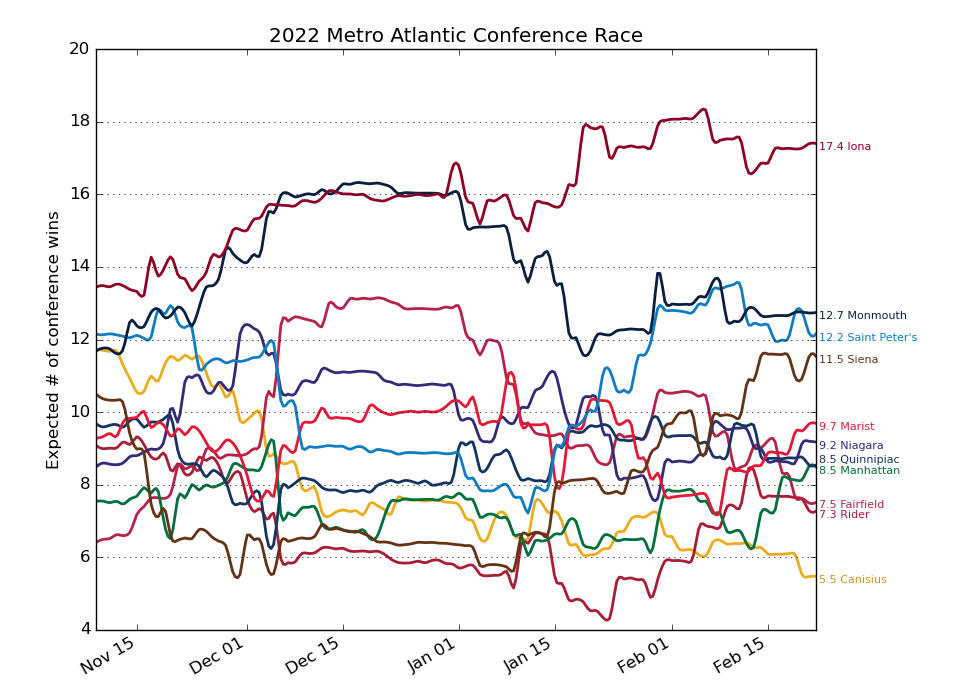 2022 Metro Atlantic Conference Race
Expected # of conference wins
20
18
16
14
12
10
8
6
4
Nov 15
Dec 01
Dec 15
Jan 01
Jan 15
Feb 01
Feb 15
17.4 Iona
12.7 Monmouth
12.2 Saint Peter's
11.5 Siena
9.7 Marist
9.2 Niagara
8.5 Quinnipiac
8.5 Manhattan
7.5 Fairfield
7.3 Rider
5.5 Canisius